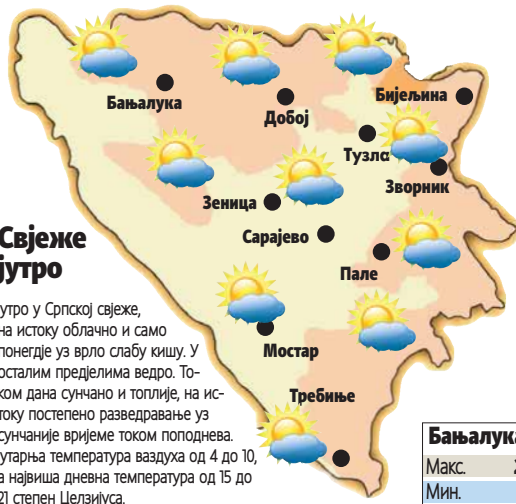 Бањалука
Добој
Бијељина
Тузла
Зворник
Зеница
Сарајево
Пале
Мостар
Требиње
Свјеже
јутро
утро у Српској свјеже,
на истоку облачно и само
понегдје уз врло слабу кишу. У
осталим предјелима ведро. То-
ком дана сунчано и топлије, на ис-
току постепено разведравање уз
сунчаније вријеме током поподнева.
утарња температура ваздуха од 4 до 10,
а највиша дневна температура од 15 до
21 степен Целзијуса.
Бањалука
Макс.
Мин.